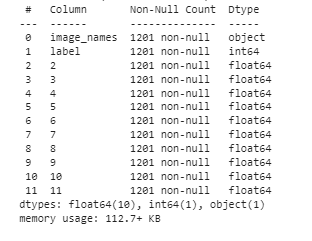 # Column Non-Null Count Dtype
--- ------ -------------- -----
0 image_names 1201 non-null object
1 label 1201 non-null int64
2 2 1201 non-null float64
3 3 1201 non-null float64
4 4 1201 non-null float64
5 5 1201 non-null float64
6 6 1201 non-null float64
7 7 1201 non-null float64
8 8 1201 non-null float64
9 9 1201 non-null float64
10 10 1201 non-null float64
11 11 1201 non-null float64
dtypes: float64(10), int64(1), object(1)
memory usage: 112.7+ KB